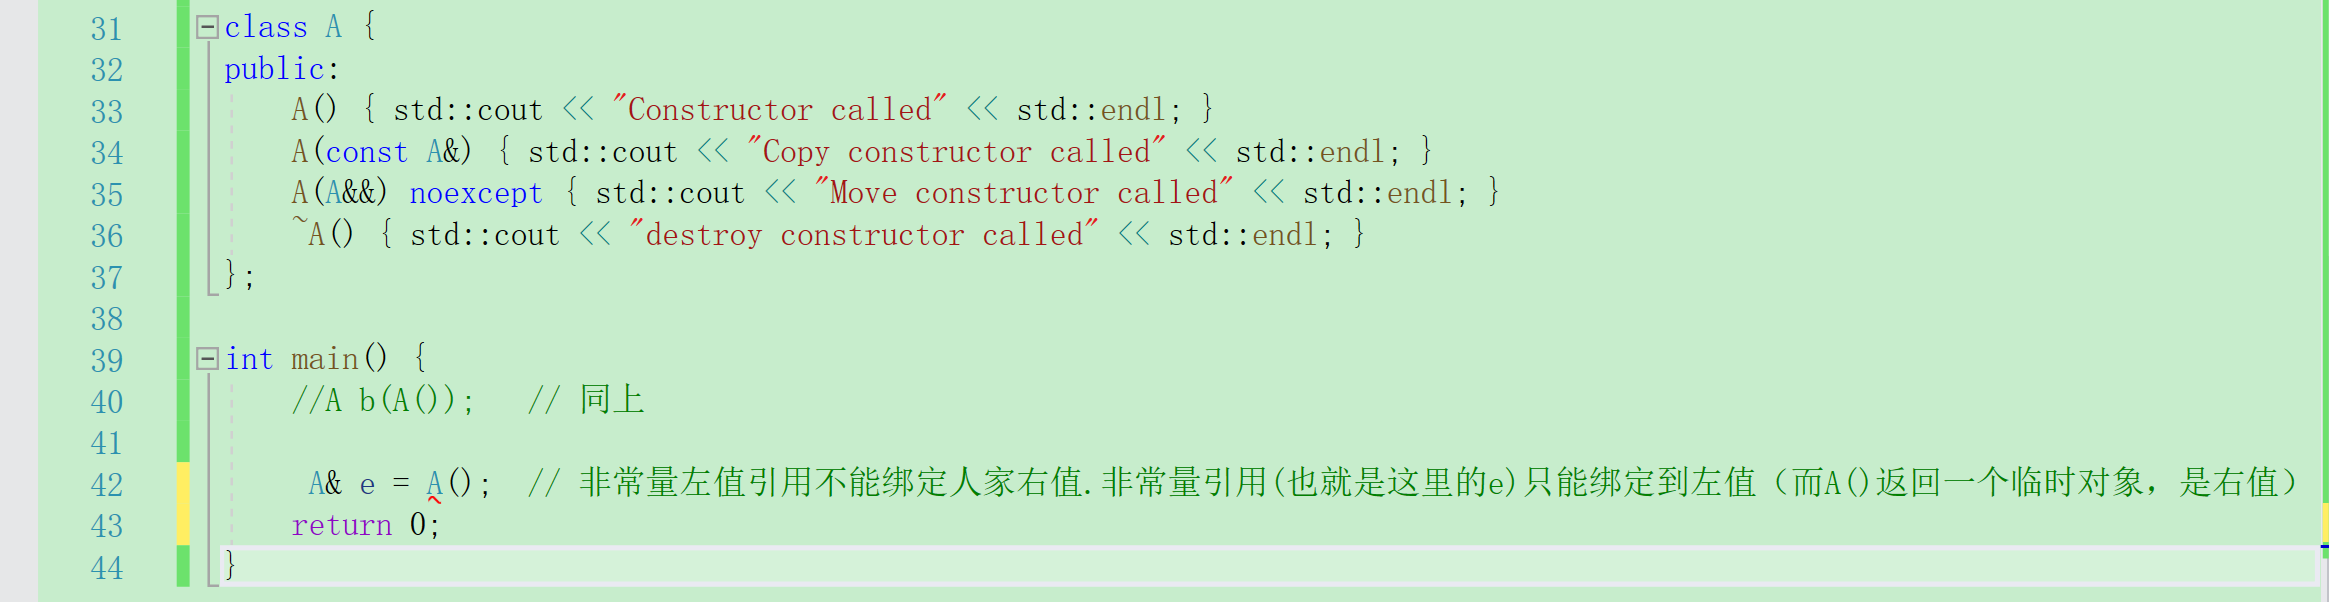 31 class A {
32 public:
33 A() { std::cout << "Constructor called" << std::endl; }
34 A(const A&) { std::cout << "Copy constructor called" << std::endl; }
35 A(A&&) noexcept { std::cout << "Move constructor called" << std::endl; }
36 ~A() { std::cout << "destroy constructor called" << std::endl; }
37 };
38
39 int main() {
40 //A b(A()); // 同上
41
42 A& e = A(); // 非常量左值引用不能绑定人家右值.非常量引用(也就是这里的e)只能绑定到左值（而A()返回一个临时对象，是右值）
43 return 0;
44 }